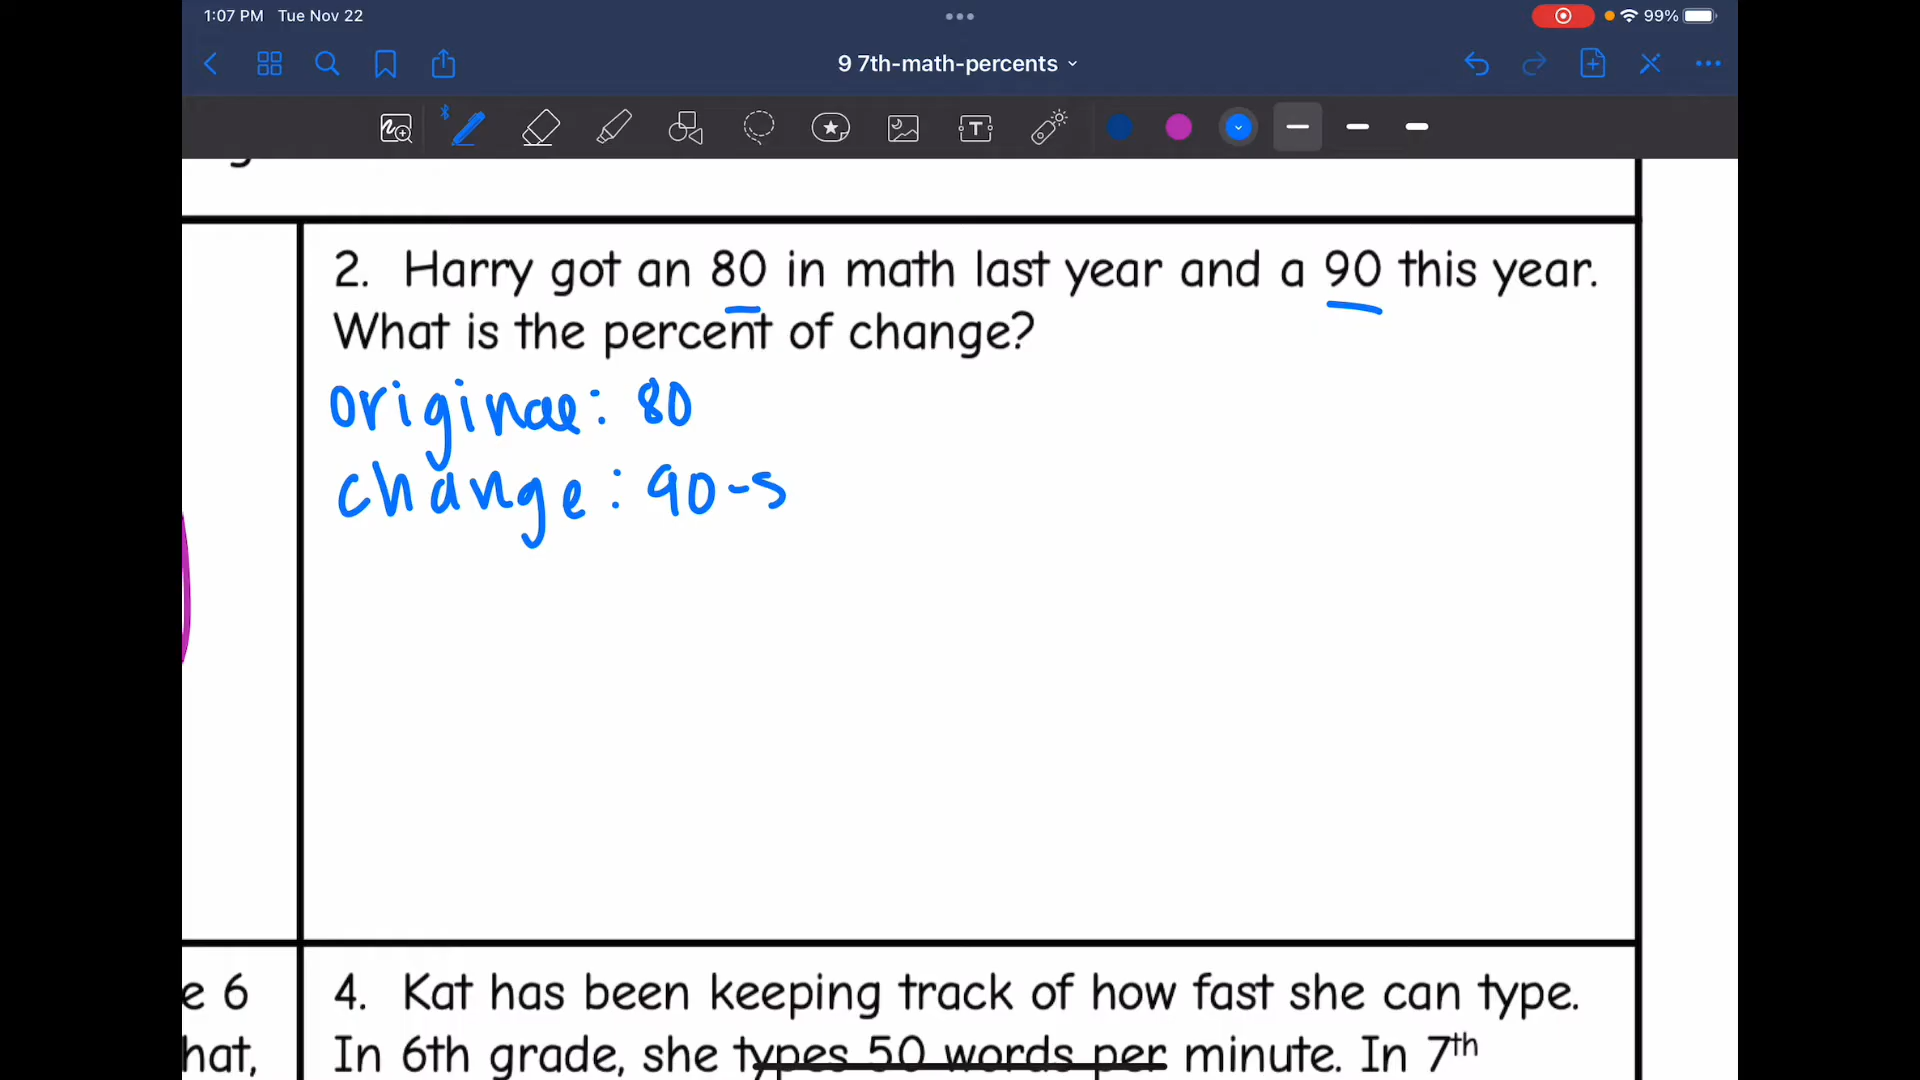 1:07 PM Tue Nov 22
99%
9 7th-math-percents
2. Harry got an 80 in math last year and a 90 this year.
What is the percent of change?
original: 80
change: 90-
e 6
hat,
4. Kat has been keeping track of how fast she can type.
In 6th grade, she types 50 words per minute. In 7th